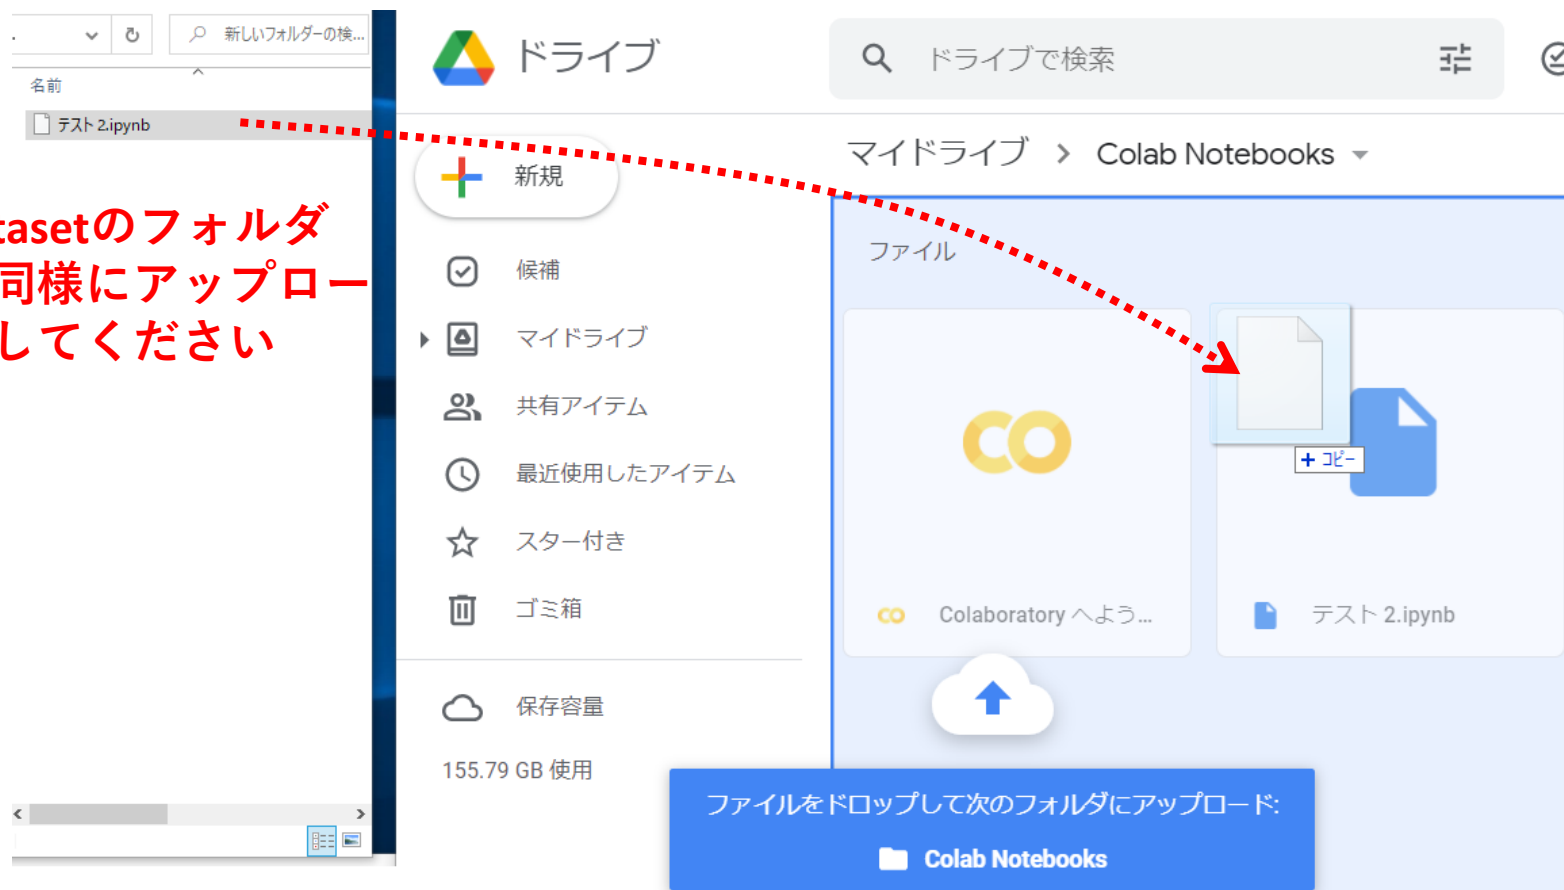 新しいフォルダーの検...
名前
テスト 2.ipynb
tasetのフォルダ
同様にアップロー
してください
ドライブ
ドライブで検索
新規
候補
マイドライブ
共有アイテム
最近使用したアイテム
スター付き
ゴミ箱
保存容量
155.79 GB 使用
マイドライブ > Colab Notebooks
ファイル
+ コピー
Colaboratory へよう...
テスト 2.ipynb
ファイルをドロップして次のフォルダにアップロード:
Colab Notebooks